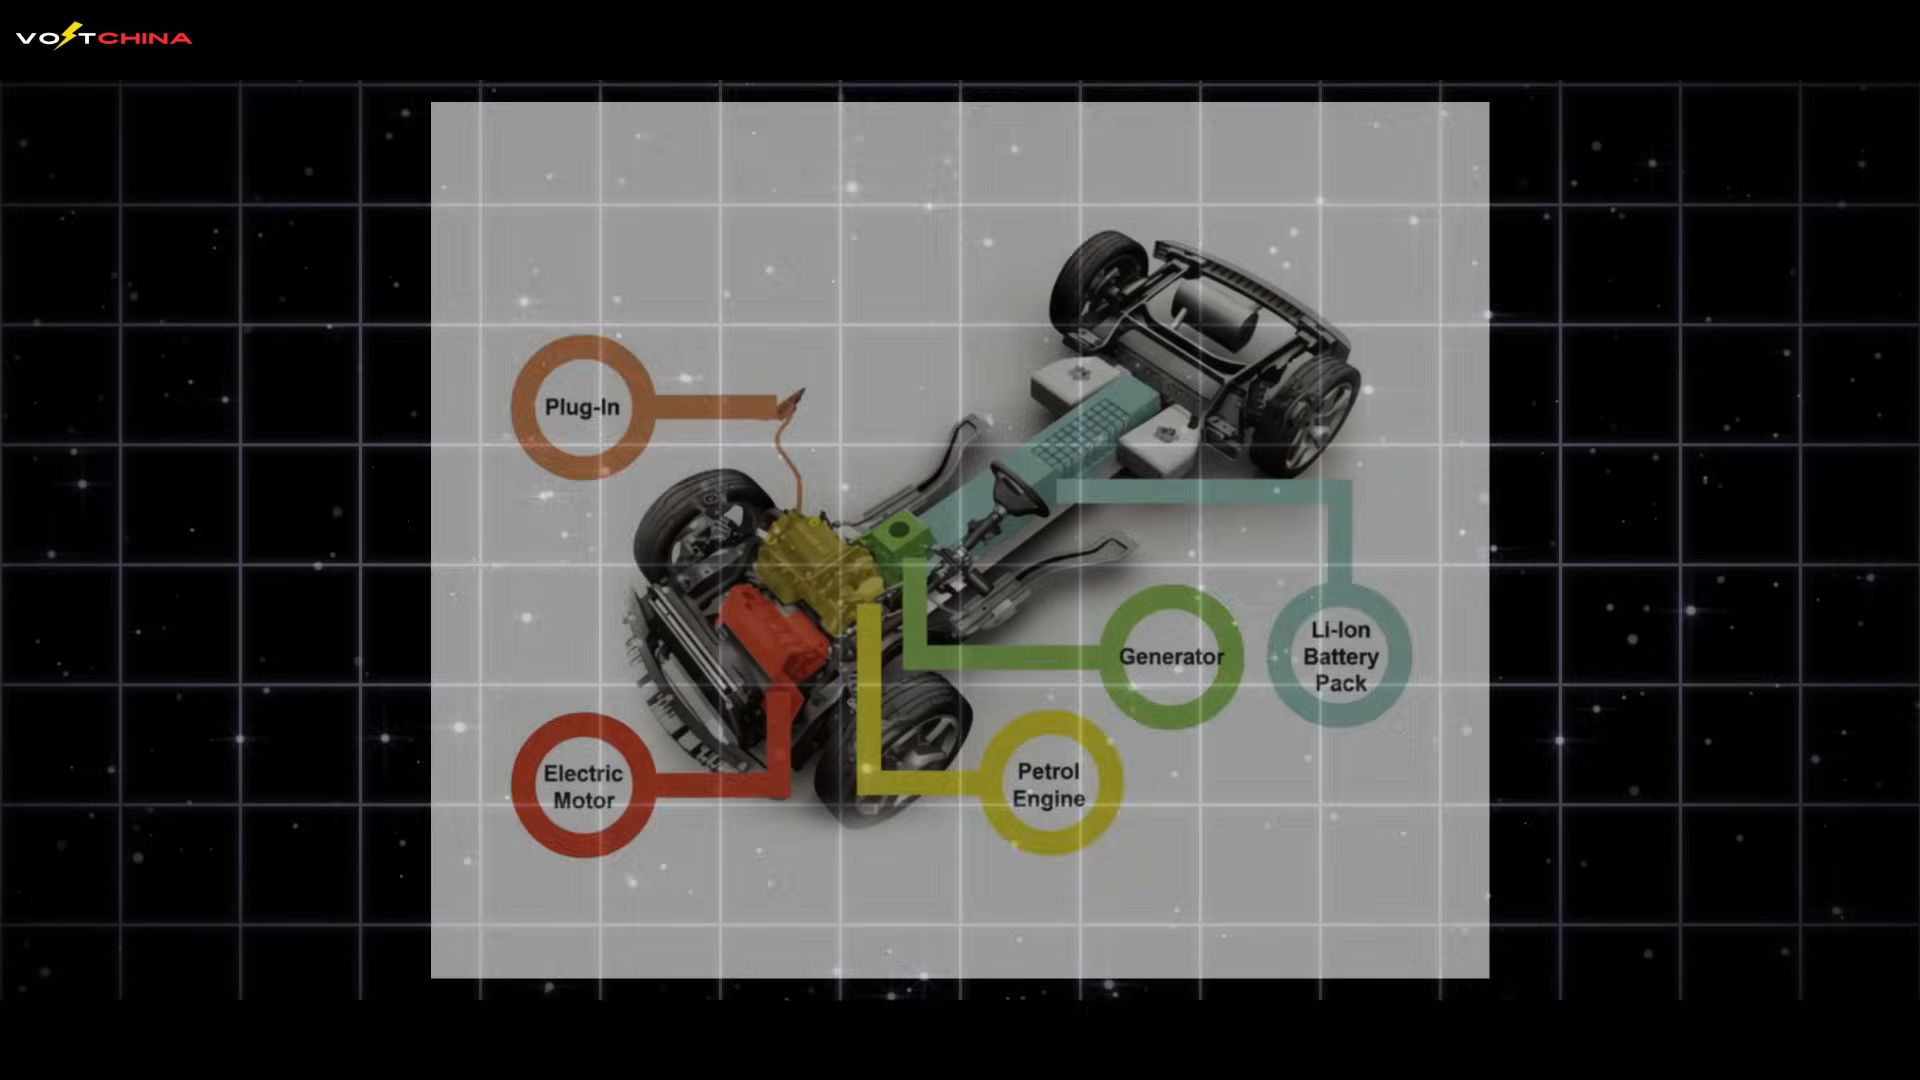 VOLTCHINA
Plug-In
Generator
Li-Ion
Battery
Pack
Electric
Motor
Petrol
Engine